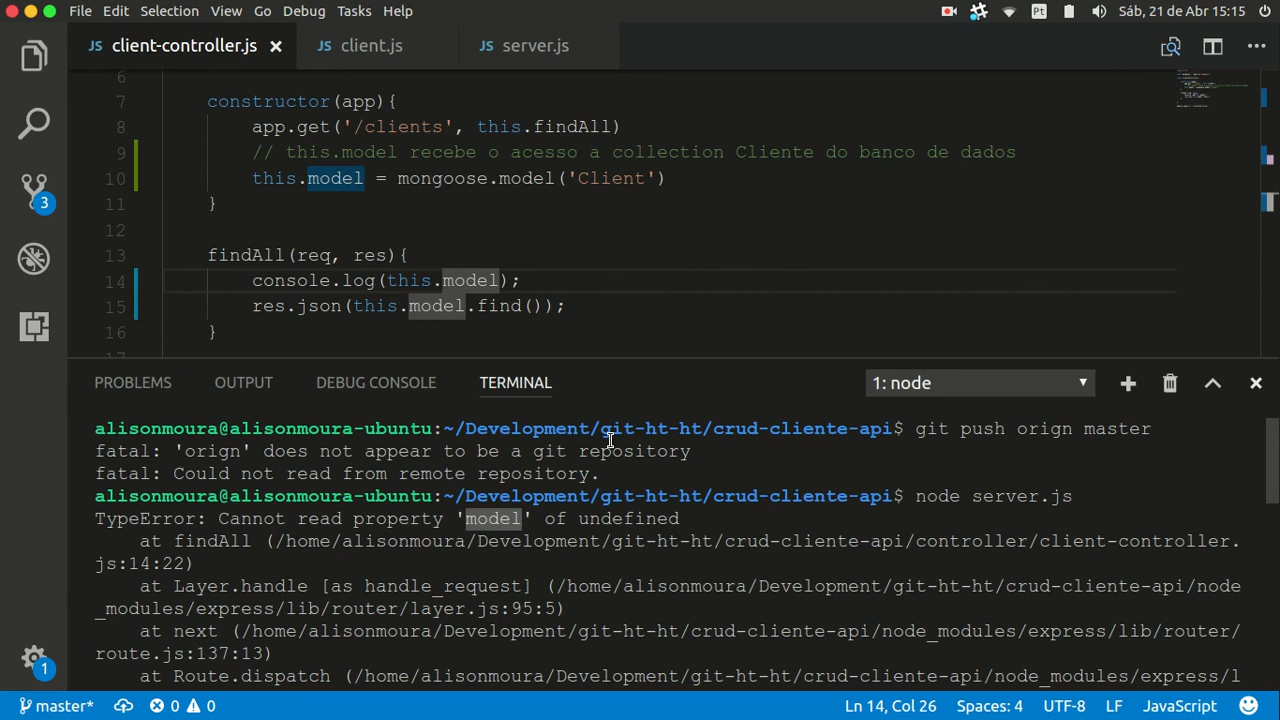 File Edit Selection View Go Debug Tasks Help
Pt Sáb, 21 de Abr 15:15
JS client-controller.js JS client.js JS server.js
6
7 constructor(app){
8 app.get('/clients', this.findAll)
9 // this.model recebe o acesso a collection Cliente do banco de dados
10 this.model = mongoose.model('Client')
11 }
12
13 findAll(req, res){
14 console.log(this.model);
15 res.json(this.model.find());
16 }
17
3
PROBLEMS OUTPUT DEBUG CONSOLE TERMINAL 1: node
alisonmoura@alisonmoura-ubuntu:~/Development/git-ht-ht/crud-cliente-api$ git push orign master
fatal: 'orign' does not appear to be a git repository
fatal: Could not read from remote repository.
alisonmoura@alisonmoura-ubuntu:~/Development/git-ht-ht/crud-cliente-api$ node server.js
TypeError: Cannot read property 'model' of undefined
at findAll (/home/alisonmoura/Development/git-ht-ht/crud-cliente-api/controller/client-controller.
js:14:22)
at Layer.handle [as handle_request] (/home/alisonmoura/Development/git-ht-ht/crud-cliente-api/node
_modules/express/lib/router/layer.js:95:5)
at next (/home/alisonmoura/Development/git-ht-ht/crud-cliente-api/node_modules/express/lib/router/
route.js:137:13)
at Route.dispatch (/home/alisonmoura/Development/git-ht-ht/crud-cliente-api/node_modules/express/l
1
master* 0 0 Ln 14, Col 26 Spaces: 4 UTF-8 LF JavaScript